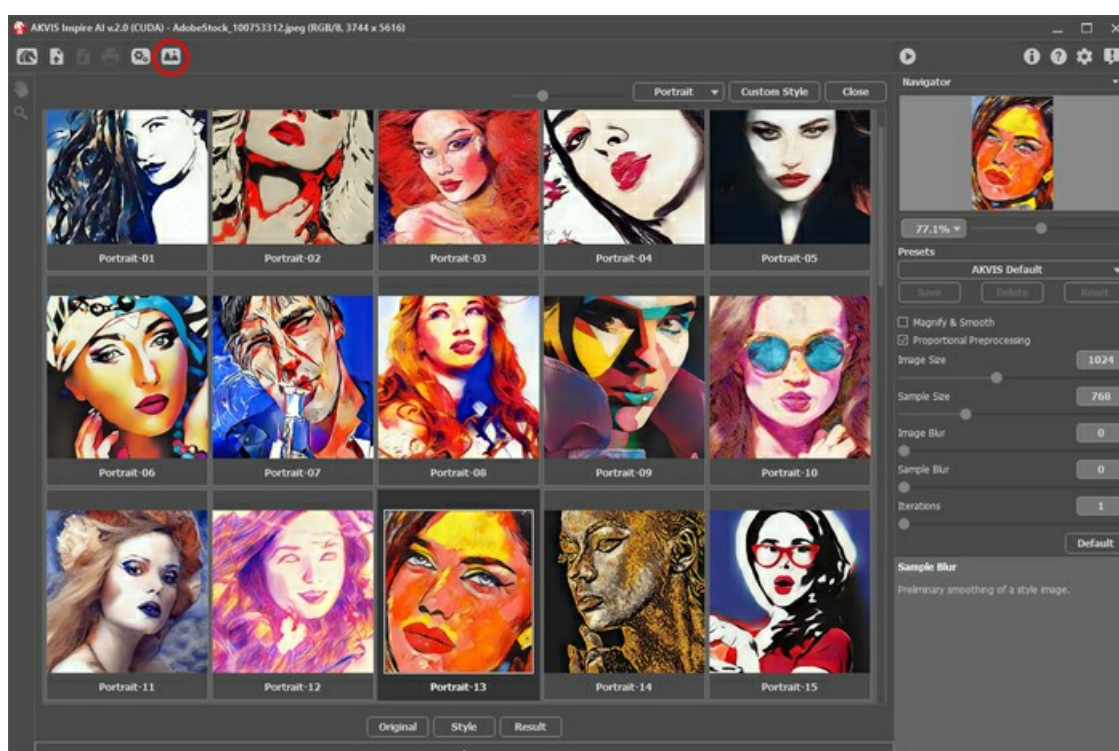 AKVIS Inspire AI v.2.0 (CUDA) - AdobeStock_100753312.jpeg (RGB/8, 3744 x 5616)
Portrait Custom Style Close
Navigator
77.1%
Presets
AKVIS Default
Save Delete Reset
Magnify & Smooth
Proportional Preprocessing
Image Size 1024
Sample Size 768
Image Blur 0
Sample Blur 0
Iterations 1
Default
Sample Blur
Preliminary smoothing of a style image.
Portrait-01 Portrait-02 Portrait-03 Portrait-04 Portrait-05
Portrait-06 Portrait-07 Portrait-08 Portrait-09 Portrait-10
Portrait-11 Portrait-12 Portrait-13 Portrait-14 Portrait-15
Original Style Result